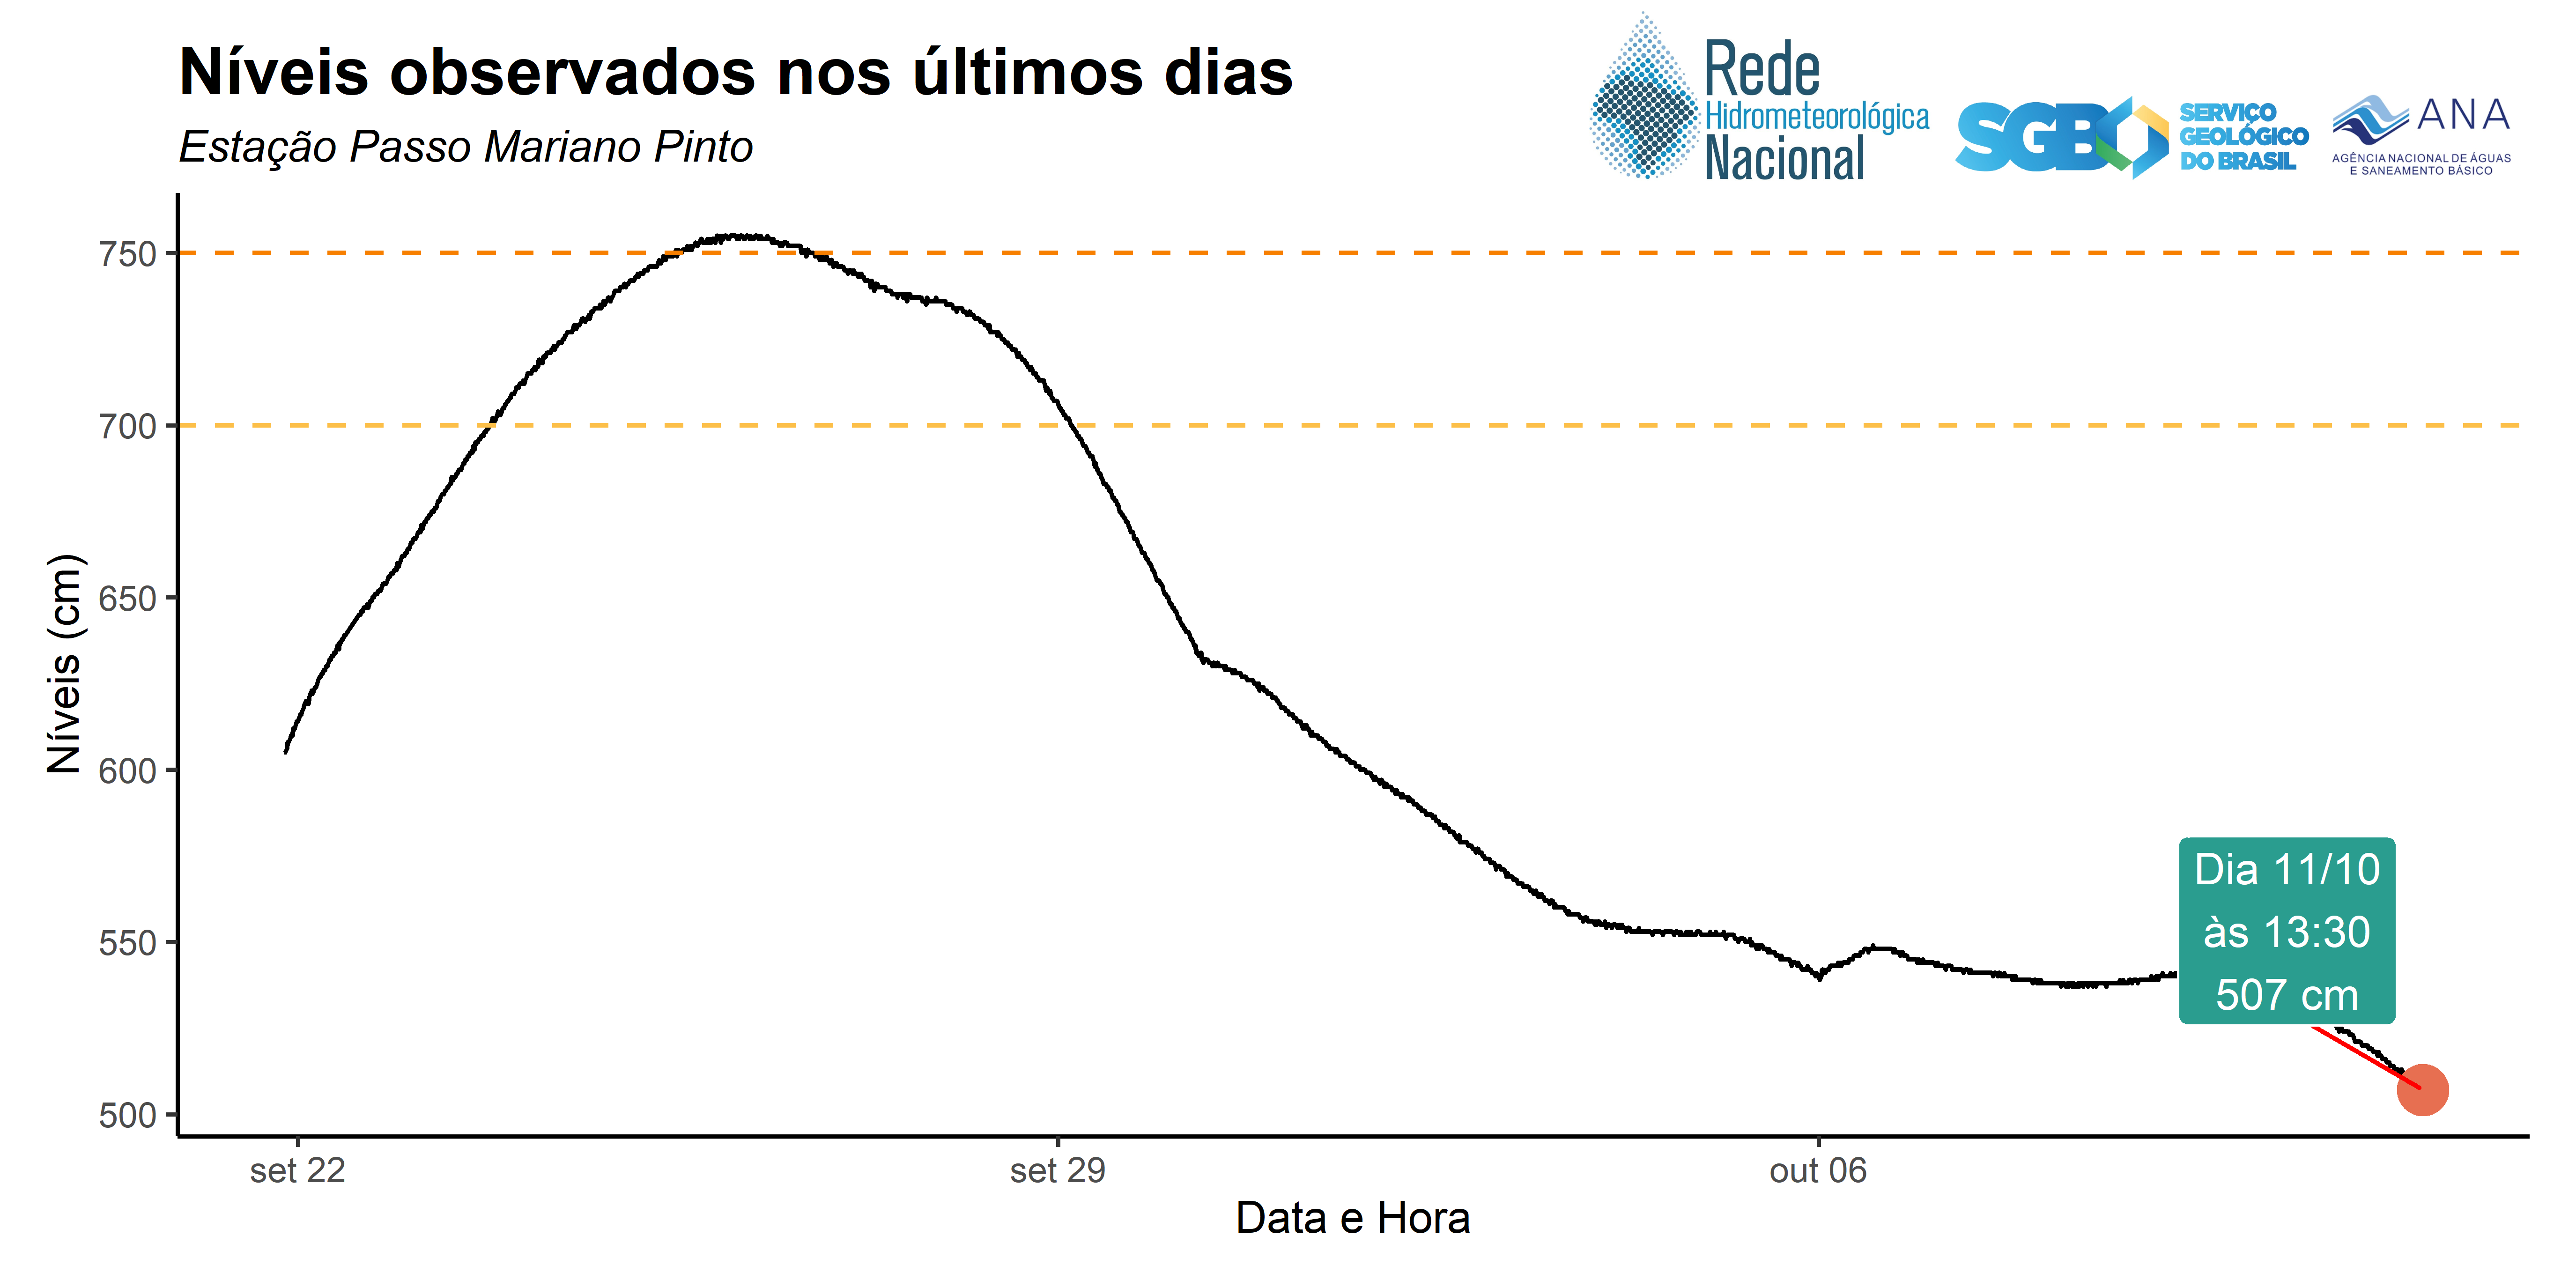 Níveis observados nos últimos dias
Estação Passo Mariano Pinto
Rede
Hidrometeorológica
Nacional
SGB
SERVIÇO
GEOLÓGICO
DO BRASIL
ANA
AGÊNCIA NACIONAL DE ÁGUAS
E SANEAMENTO BÁSICO
Níveis (cm)
750
700
650
600
550
500
Dia 11/10
às 13:30
507 cm
set 22
set 29
out 06
Data e Hora